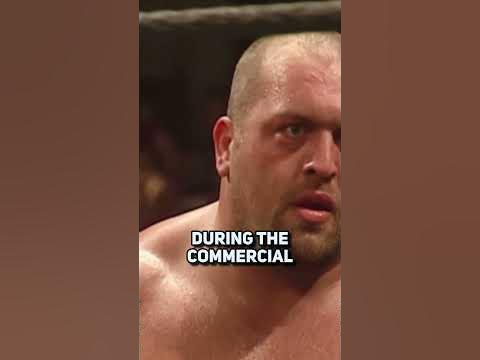 DURING THE
COMMERCIAL